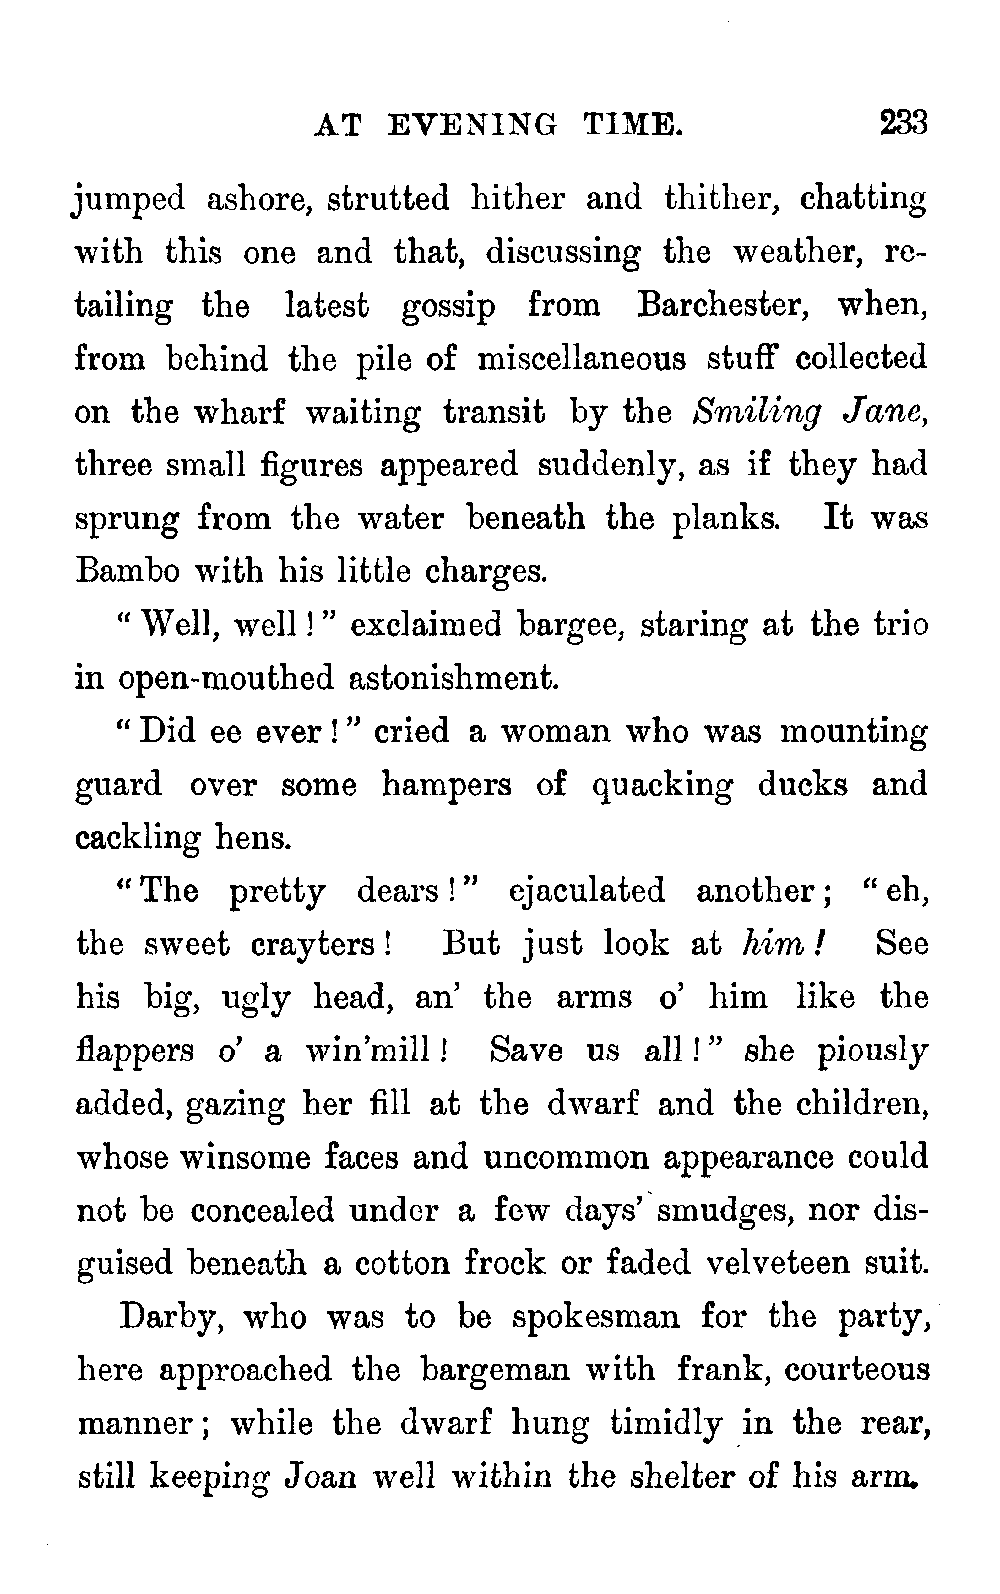 AT EVENING TIME. 233
jumped ashore, strutted hither and thither, chatting
with this one and that, discussing the weather, re-
tailing the latest gossip from Barchester, when,
from behind the pile of miscellaneous stuff collected
on the wharf waiting transit by the Smiling Jane,
three small figures appeared suddenly, as if they had
sprung from the water beneath the planks. It was
Bambo with his little charges.
“Well, well!” exclaimed bargee, staring at the trio
in open-mouthed astonishment.
“Did ee ever!” cried a woman who was mounting
guard over some hampers of quacking ducks and
cackling hens.
“The pretty dears!” ejaculated another; “eh,
the sweet crayters! But just look at him! See
his big, ugly head, an’ the arms o’ him like the
flappers o’ a win’mill! Save us all!” she piously
added, gazing her fill at the dwarf and the children,
whose winsome faces and uncommon appearance could
not be concealed under a few days’ smudges, nor dis-
guised beneath a cotton frock or faded velveteen suit.
Darby, who was to be spokesman for the party,
here approached the bargeman with frank, courteous
manner; while the dwarf hung timidly in the rear,
still keeping Joan well within the shelter of his arm.